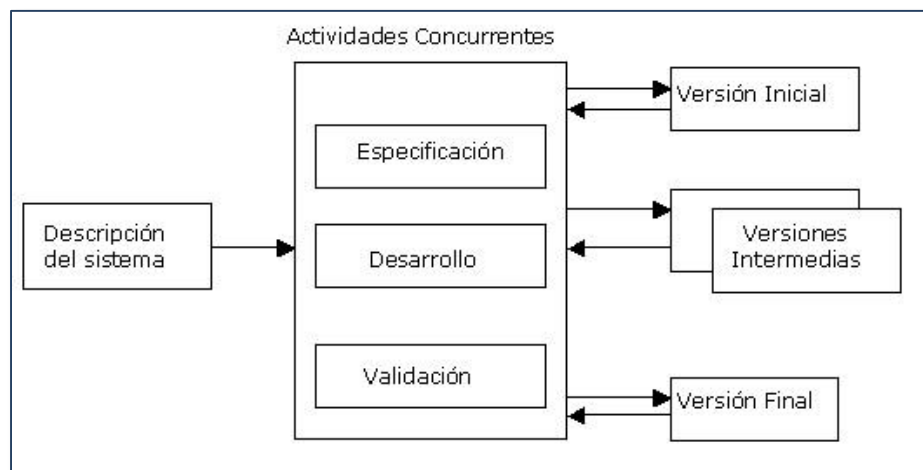 Actividades Concurrentes
Descripción
del sistema
Especificación
Desarrollo
Validación
Versión Inicial
Versiones
Intermedias
Versión Final